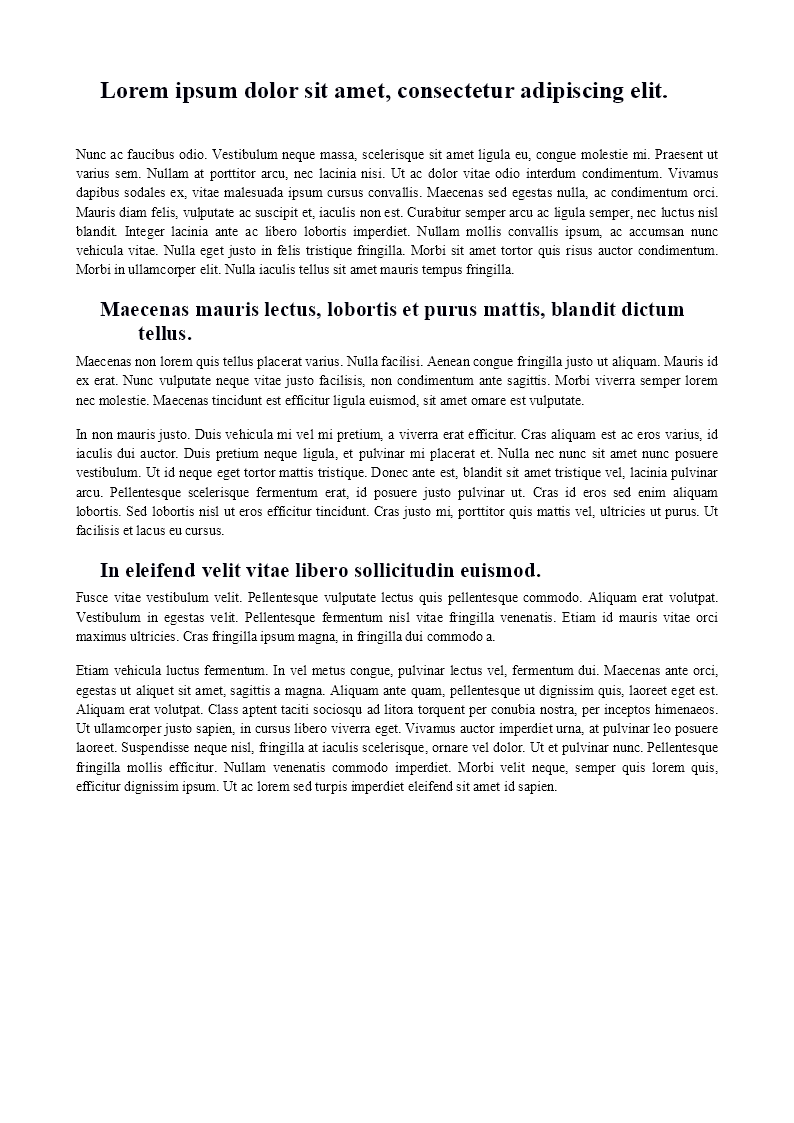 Lorem ipsum dolor sit amet, consectetur adipiscing elit.
Nunc ac faucibus odio. Vestibulum neque massa, scelerisque sit amet ligula eu, congue molestie mi. Praesent ut
varius sem. Nullam at porttitor arcu, nec lacinia nisi. Ut ac dolor vitae odio interdum condimentum. Vivamus
dapibus sodales ex, vitae malesuada ipsum cursus convallis. Maecenas sed egestas nulla, ac condimentum orci.
Mauris diam felis, vulputate ac suscipit et, iaculis non est. Curabitur semper arcu ac ligula semper, nec luctus nisl
blandit. Integer lacinia ante ac libero lobortis imperdiet. Nullam mollis convallis ipsum, ac accumsan nunc
vehicula vitae. Nulla eget justo in felis tristique fringilla. Morbi sit amet tortor quis risus auctor condimentum.
Morbi in ullamcorper elit. Nulla iaculis tellus sit amet mauris tempus fringilla.
Maecenas mauris lectus, lobortis et purus mattis, blandit dictum
tellus.
Maecenas non lorem quis tellus placerat varius. Nulla facilisi. Aenean congue fringilla justo ut aliquam. Mauris id
ex erat. Nunc vulputate neque vitae justo facilisis, non condimentum ante sagittis. Morbi viverra semper lorem
nec molestie. Maecenas tincidunt est efficitur ligula euismod, sit amet ornare est vulputate.
In non mauris justo. Duis vehicula mi vel mi pretium, a viverra erat efficitur. Cras aliquam est ac eros varius, id
iaculis dui auctor. Duis pretium neque ligula, et pulvinar mi placerat et. Nulla nec nunc sit amet nunc posuere
vestibulum. Ut id neque eget tortor mattis tristique. Donec ante est, blandit sit amet tristique vel, lacinia pulvinar
arcu. Pellentesque scelerisque fermentum erat, id posuere justo pulvinar ut. Cras id eros sed enim aliquam
lobortis. Sed lobortis nisl ut eros efficitur tincidunt. Cras justo mi, porttitor quis mattis vel, ultricies ut purus. Ut
facilisis et lacus eu cursus.
In eleifend velit vitae libero sollicitudin euismod.
Fusce vitae vestibulum velit. Pellentesque vulputate lectus quis pellentesque commodo. Aliquam erat volutpat.
Vestibulum in egestas velit. Pellentesque fermentum nisl vitae fringilla venenatis. Etiam id mauris vitae orci
maximus ultricies. Cras fringilla ipsum magna, in fringilla dui commodo a.
Etiam vehicula luctus fermentum. In vel metus congue, pulvinar lectus vel, fermentum dui. Maecenas ante orci,
egestas ut aliquet sit amet, sagittis a magna. Aliquam ante quam, pellentesque ut dignissim quis, laoreet eget est.
Aliquam erat volutpat. Class aptent taciti sociosqu ad litora torquent per conubia nostra, per inceptos himenaeos.
Ut ullamcorper justo sapien, in cursus libero viverra eget. Vivamus auctor imperdiet urna, at pulvinar leo posuere
laoreet. Suspendisse neque nisl, fringilla at iaculis scelerisque, ornare vel dolor. Ut et pulvinar nunc. Pellentesque
fringilla mollis efficitur. Nullam venenatis commodo imperdiet. Morbi velit neque, semper quis lorem quis,
efficitur dignissim ipsum. Ut ac lorem sed turpis imperdiet eleifend sit amet id sapien.